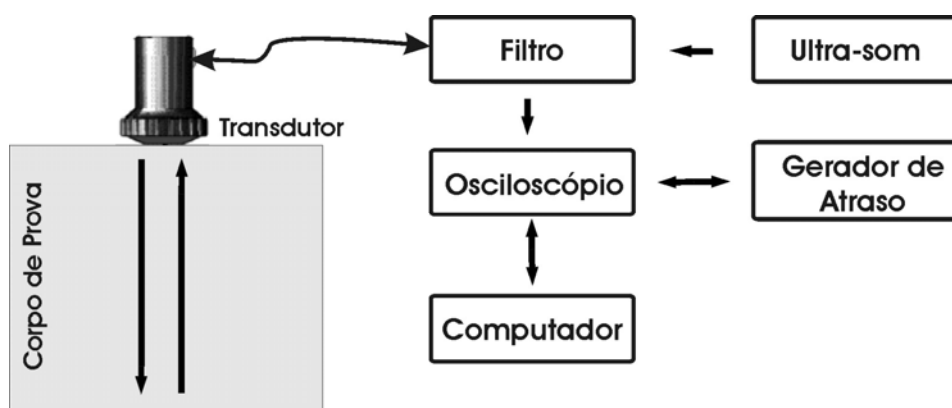 Filtro
Ultra-som
Transdutor
Osciloscópio
Gerador de
Atraso
Corpo de Prova
Computador